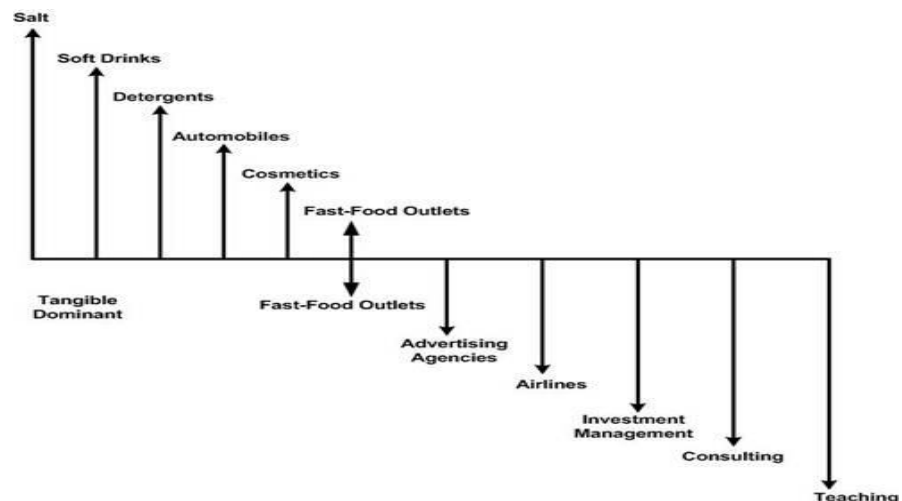 Salt
Soft Drinks
Detergents
Automobiles
Cosmetics
Fast-Food Outlets
Tangible
Dominant
Fast-Food Outlets
Advertising
Agencies
Airlines
Investment
Management
Consulting
Teaching